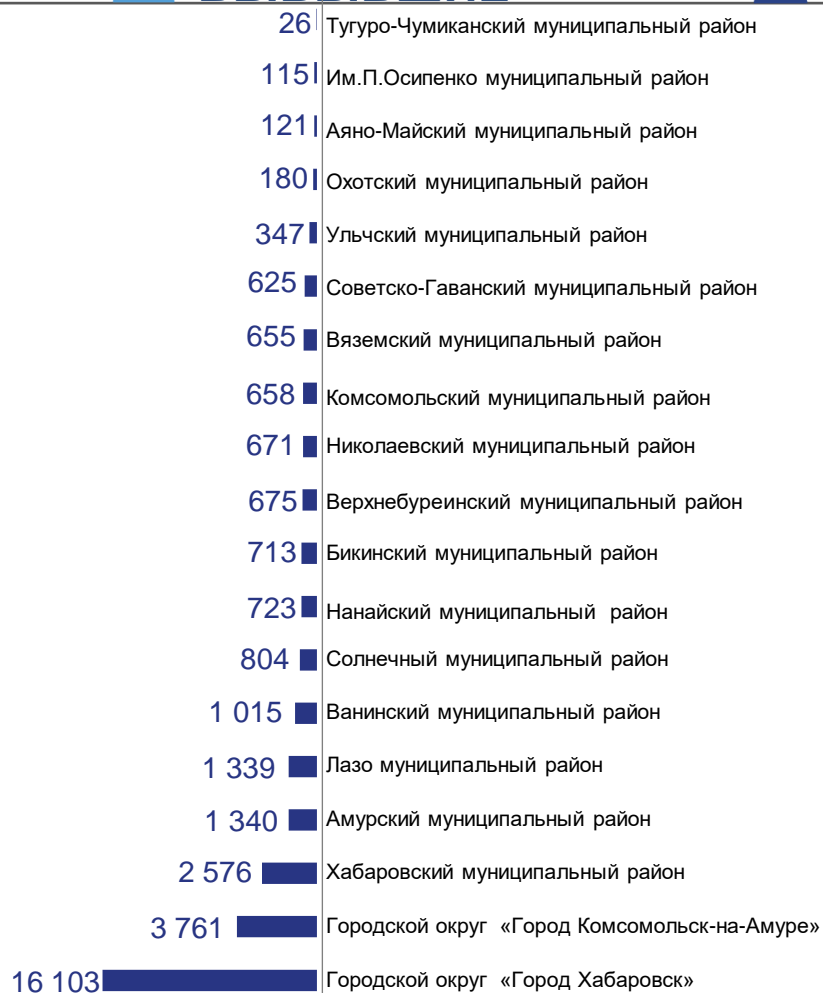 26 Тугуро-Чумиканский муниципальный район
115 Им.П.Осипенко муниципальный район
121 Аяно-Майский муниципальный район
180 Охотский муниципальный район
347 Ульчский муниципальный район
625 Советско-Гаванский муниципальный район
655 Вяземский муниципальный район
658 Комсомольский муниципальный район
671 Николаевский муниципальный район
675 Верхнебуреинский муниципальный район
713 Бикинский муниципальный район
723 Нанайский муниципальный район
804 Солнечный муниципальный район
1 015 Ванинский муниципальный район
1 339 Лазо муниципальный район
1 340 Амурский муниципальный район
2 576 Хабаровский муниципальный район
3 761 Городской округ «Город Комсомольск-на-Амуре»
16 103 Городской округ «Город Хабаровск»